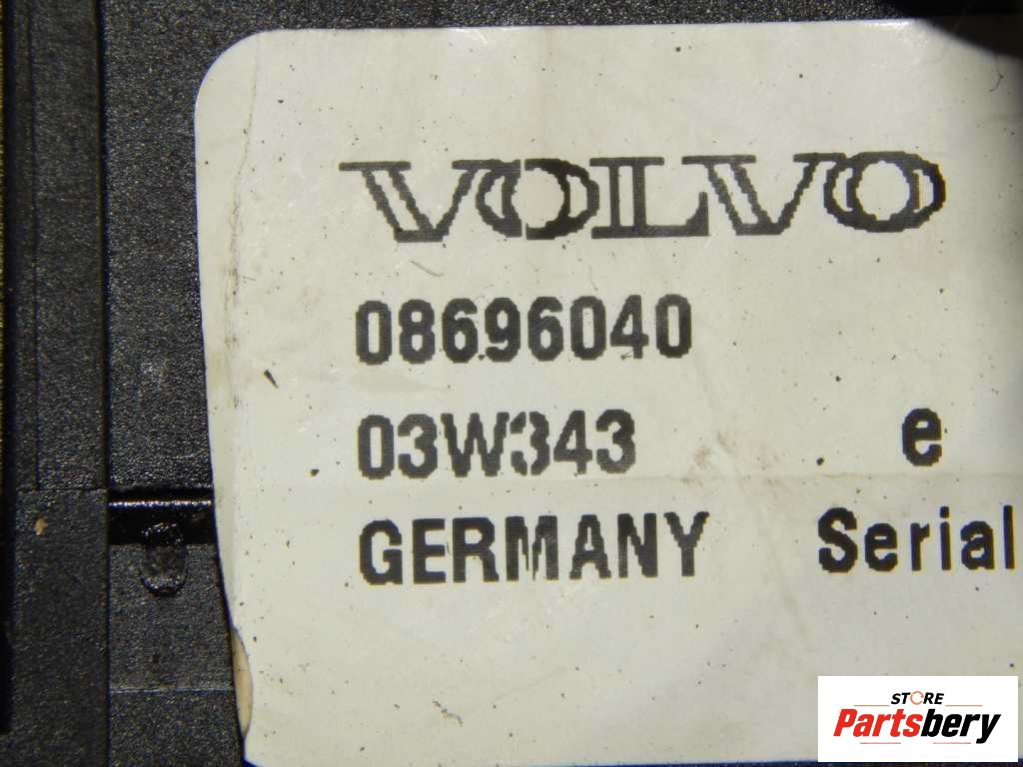 VOLVO
08696040
03W343 e
GERMANY Serial
STORE
Partsbery